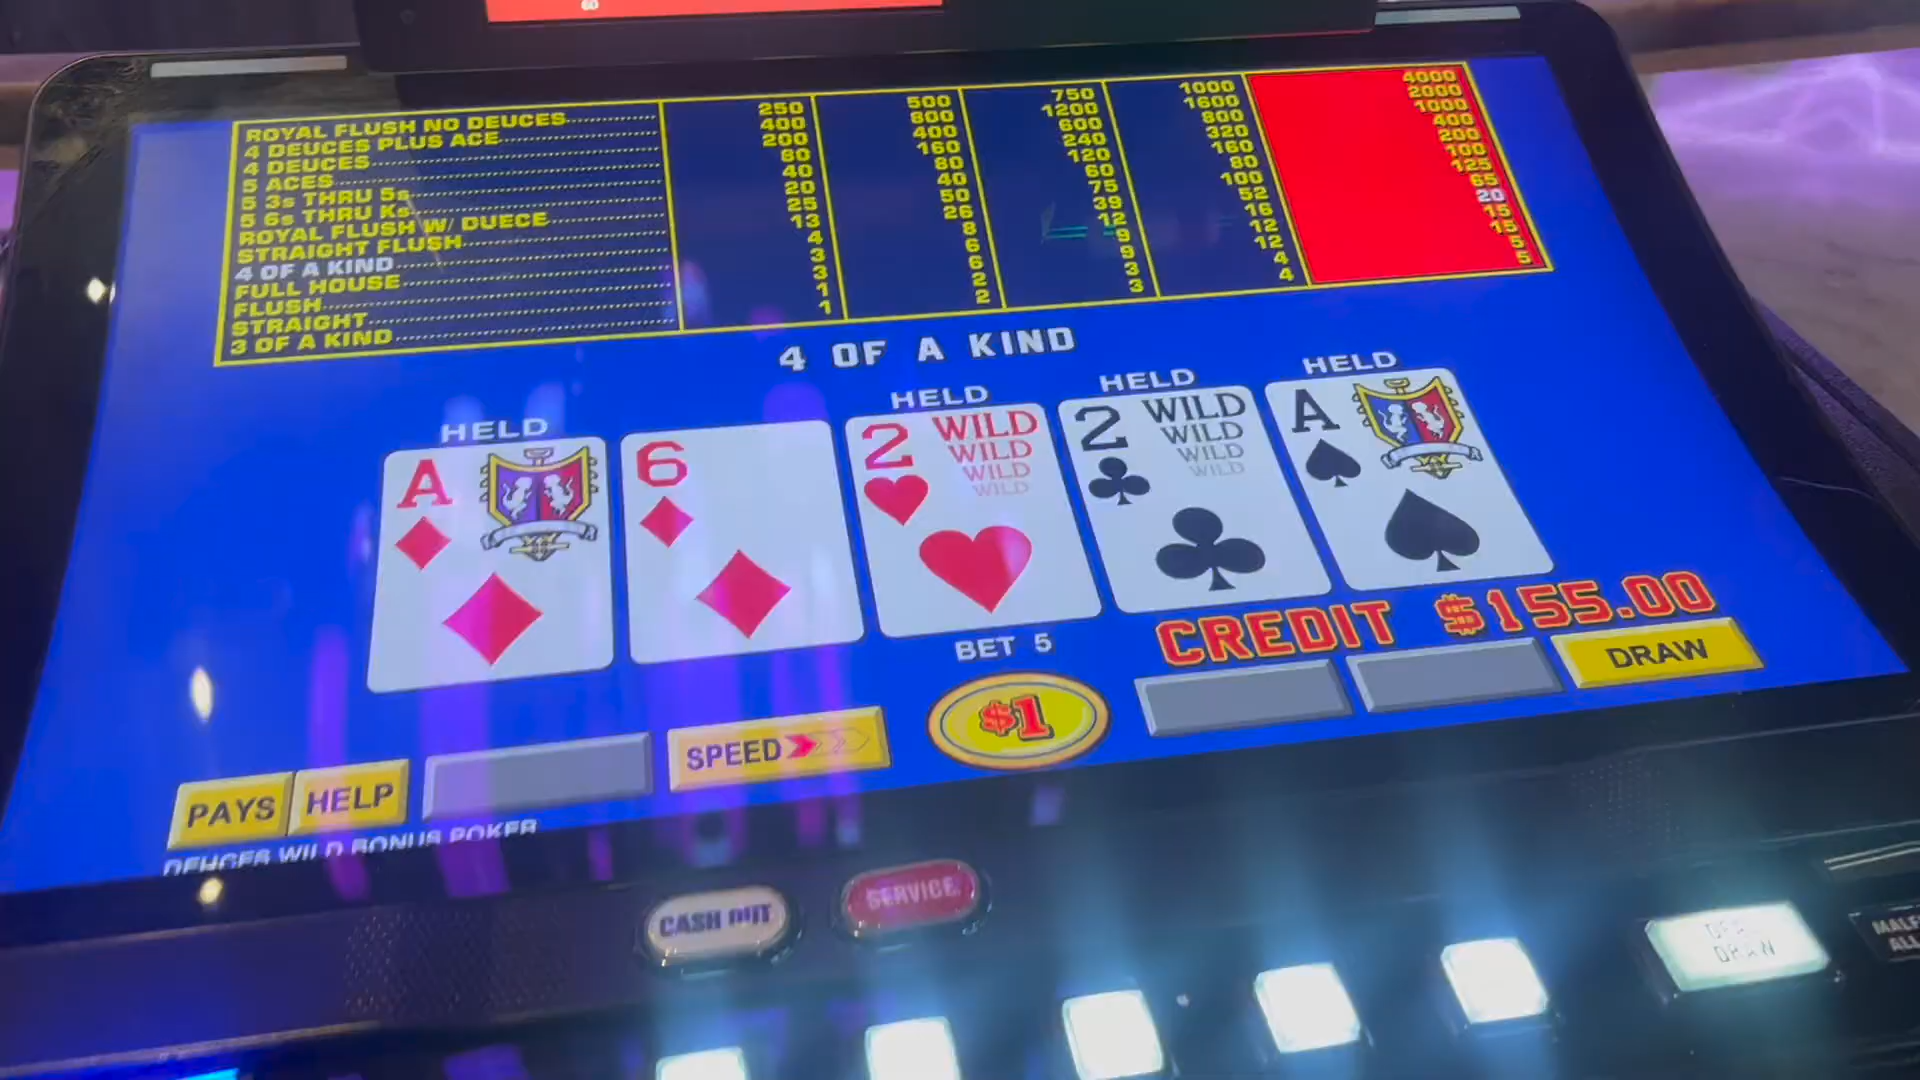 ROYAL FLUSH NO DEUCES 250 500 750 1000 4000
4 DEUCES PLUS ACE 400 800 1200 1600 2000
4 DEUCES 200 400 600 800 1000
5 ACES 80 160 240 320 400
5 3s THRU 5s 40 80 120 160 200
5 6s THRU Ks 20 40 60 80 100
ROYAL FLUSH W/ DUECE 25 50 75 100 125
STRAIGHT FLUSH 13 26 39 52 65
4 OF A KIND 4 8 12 16 20
FULL HOUSE 3 6 9 12 15
FLUSH 3 6 9 12 15
STRAIGHT 1 2 3 4 5
3 OF A KIND 1 2 3 4 5
4 OF A KIND
HELD HELD HELD HELD
A 6 2 WILD WILD WILD WILD 2 WILD WILD WILD WILD A
BET 5 CREDIT $155.00
PAYS HELP SPEED $1 DRAW
DEUCES WILD BONUS POKER
CASH OUT SERVICE
DRAW